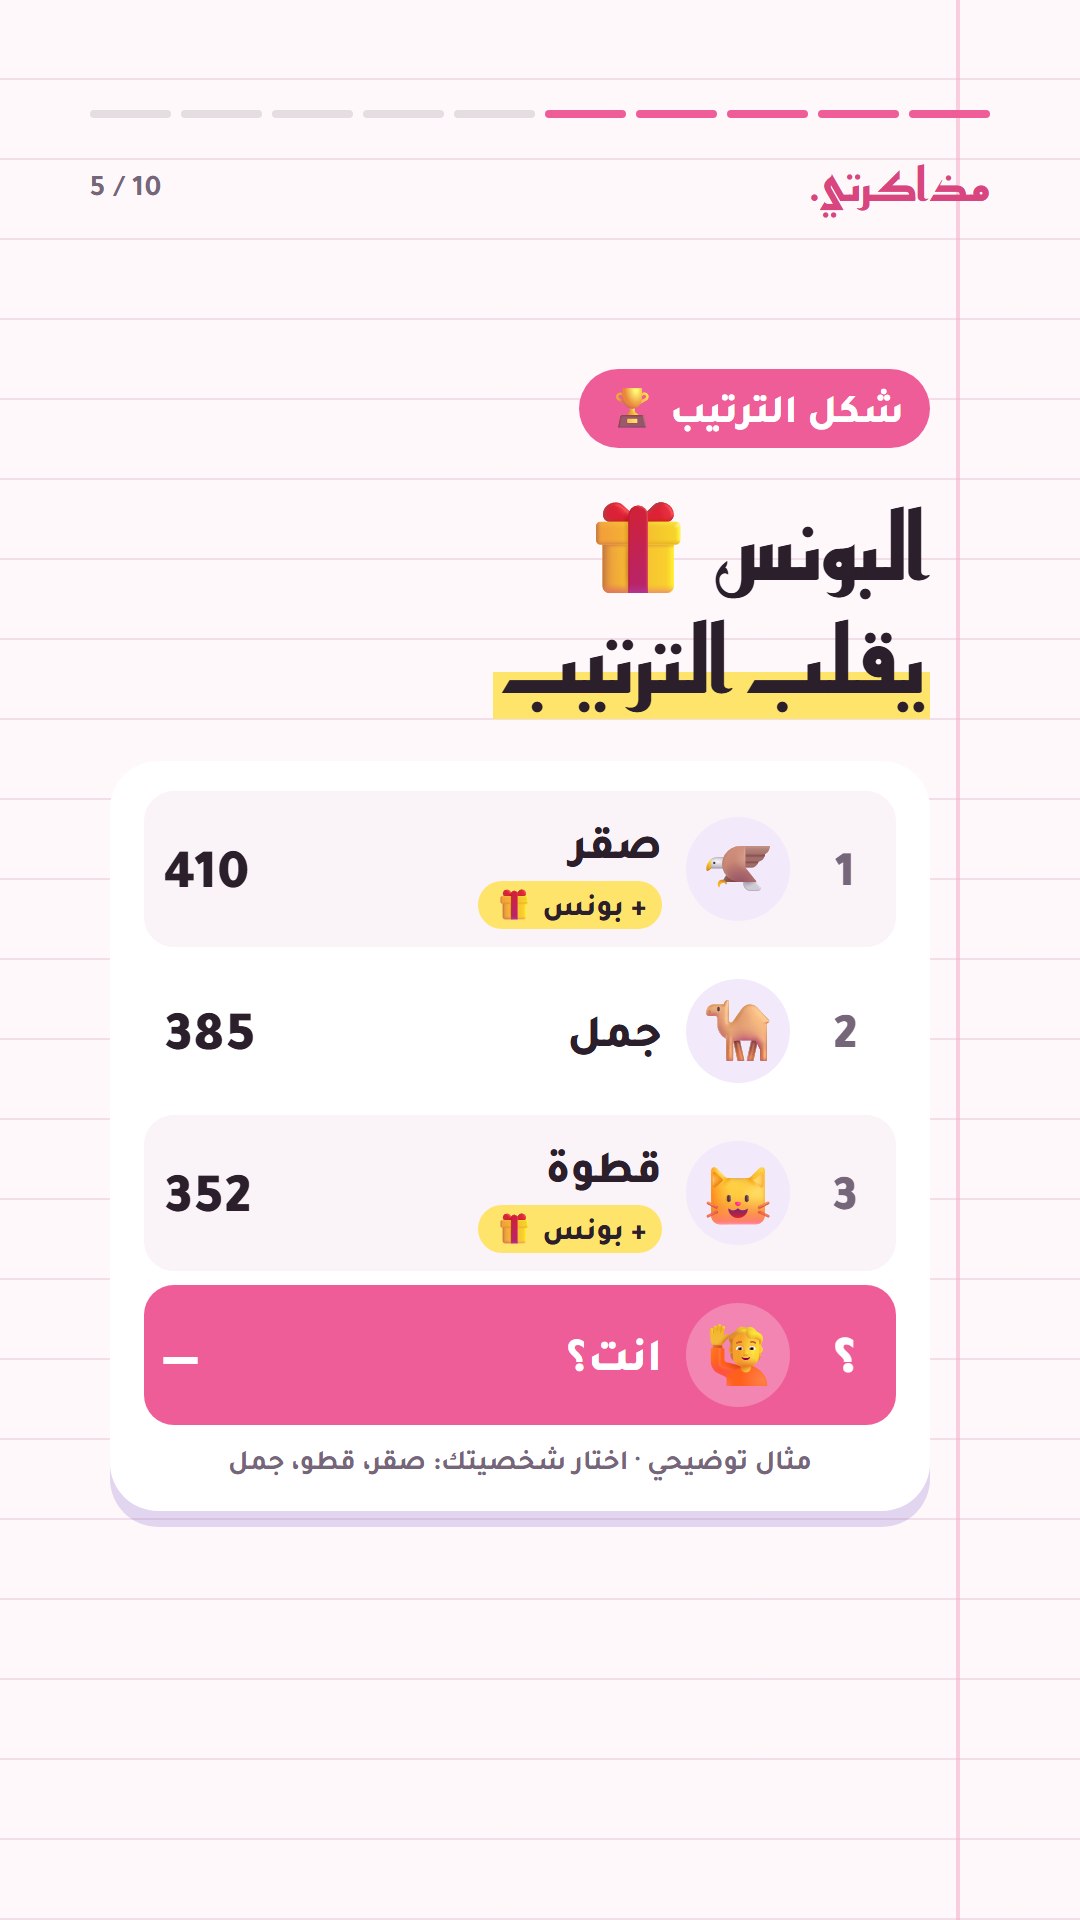 مذاكرتي.
5 / 10
شكل الترتيب 🏆
البونس 🎁
يقلب الترتيب
1 صقر 410
+ بونس 🎁
2 جمل 385
3 قطوة 352
+ بونس 🎁
؟ انت؟ —
مثال توضيحي · اختار شخصيتك: صقر، قطو، جمل